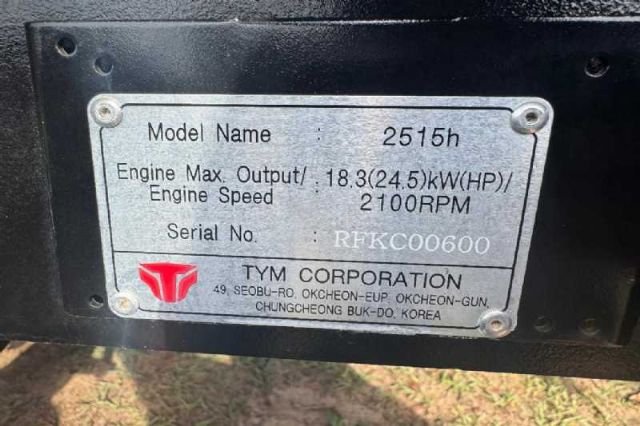 Model Name : 2515h
Engine Max. Output/ : 18.3(24.5)kW(HP)/
Engine Speed 2100RPM
Serial No. : RFKC00600
TYM CORPORATION
49, SEOBU-RO, OKCHEON-EUP, OKCHEON-GUN,
CHUNGCHEONG BUK-DO, KOREA